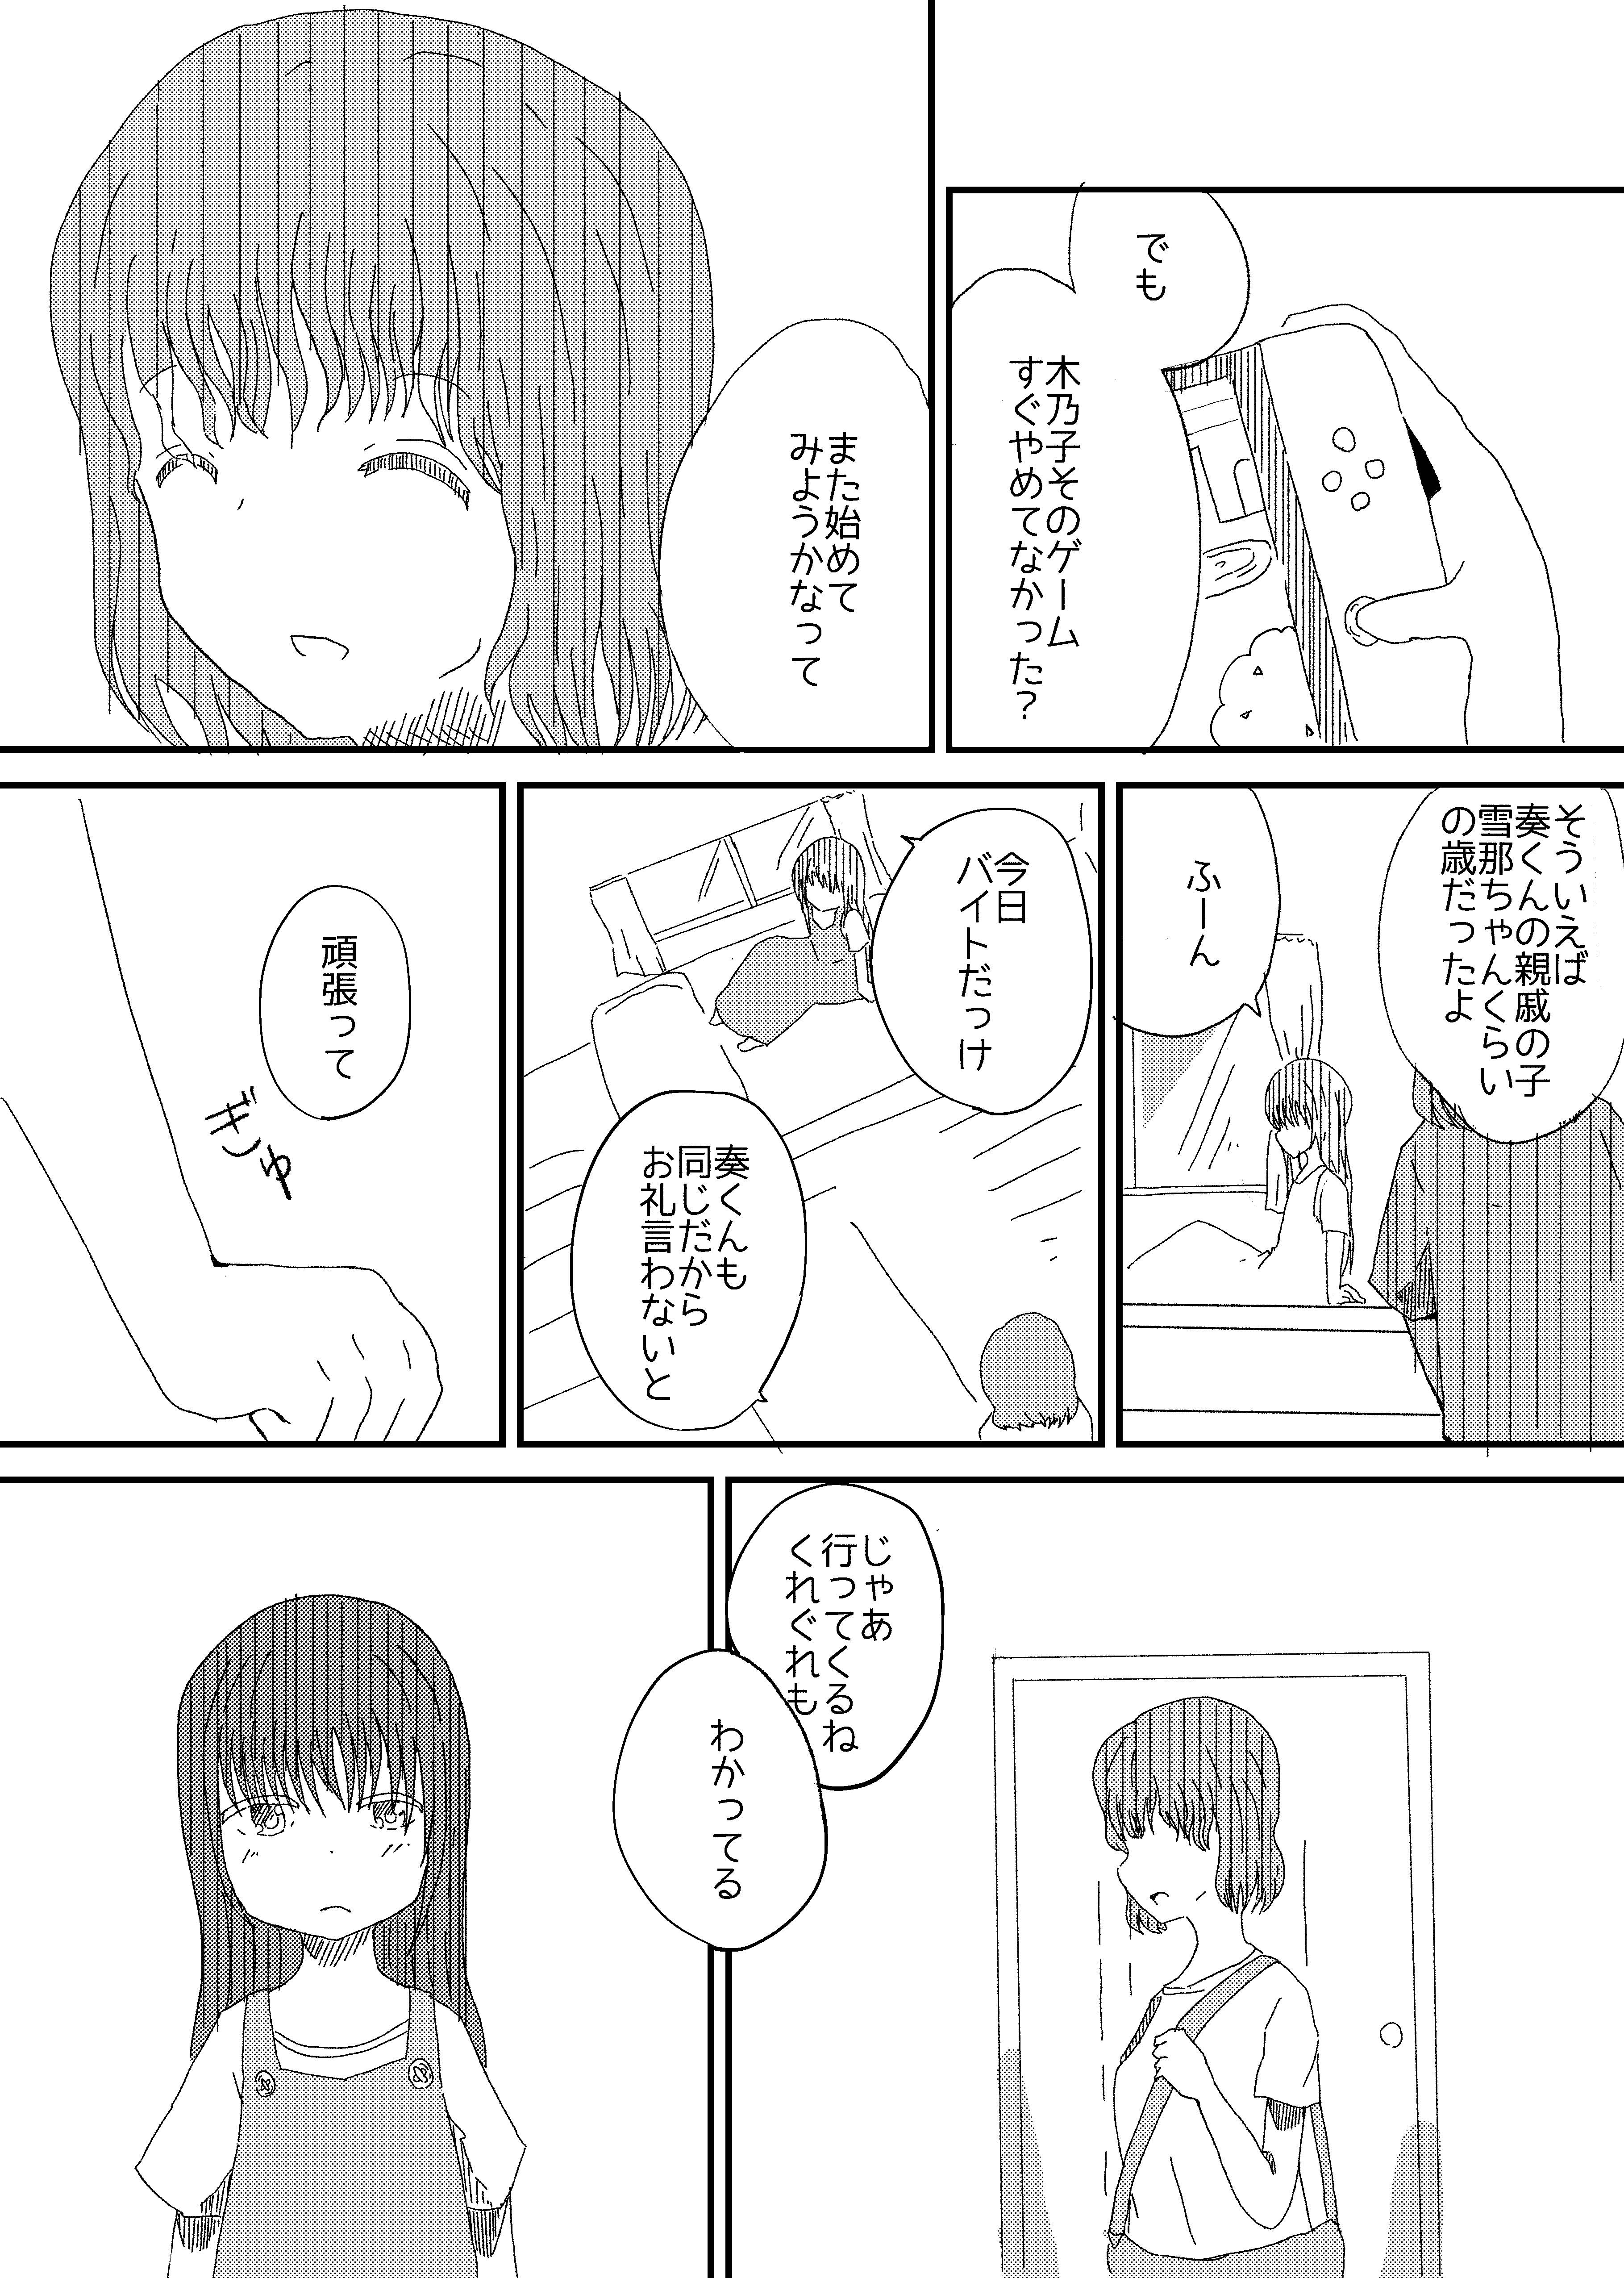 でも
木乃子そのゲーム
すぐやめてなかった？
また始めて
みようかなって
そういえば
奏くんの親戚の子
雪那ちゃんくらい
の歳だったよ
ふーん
今日
バイトだっけ
奏くんも
同じだから
お礼言わないと
頑張って
ぎゅ
じゃあ
行ってくるね
くれぐれも
わかってる